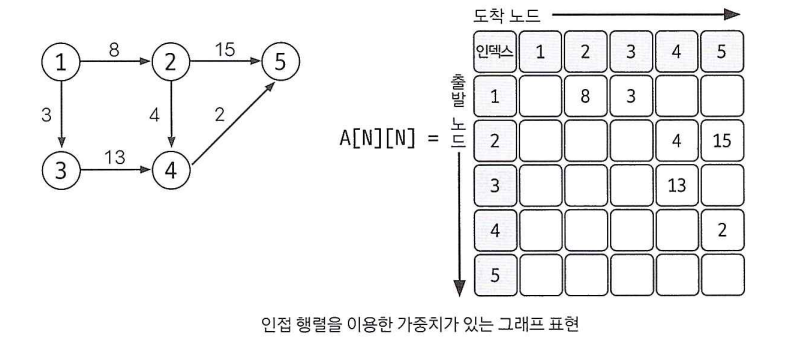 도착 노드
1 8 2 15 5
3 4 2
3 13 4
A[N][N] =
출발 노드
인덱스 1 2 3 4 5
1 8 3
2 4 15
3 13
4 2
5
인접 행렬을 이용한 가중치가 있는 그래프 표현